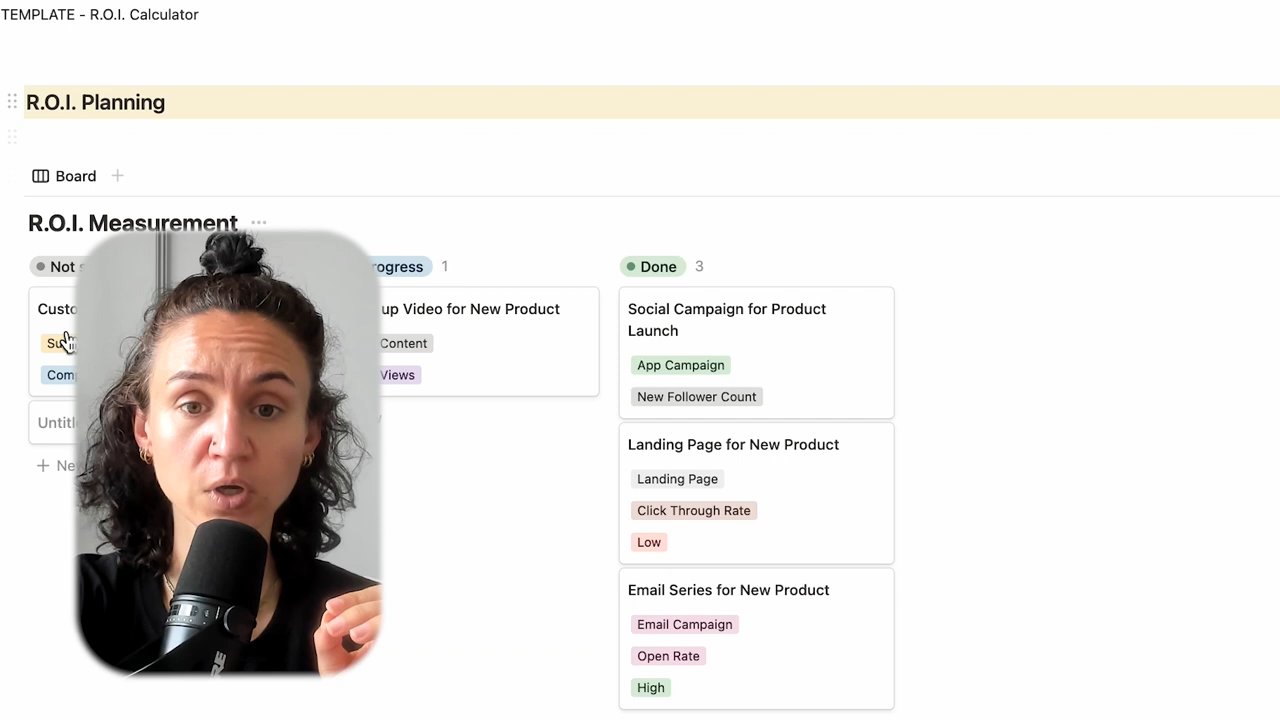 TEMPLATE - R.O.I. Calculator
R.O.I. Planning
Board
R.O.I. Measurement
Not
1
Done 3
up Video for New Product
Content
Views
Social Campaign for Product
Launch
App Campaign
New Follower Count
Landing Page for New Product
Landing Page
Click Through Rate
Low
Email Series for New Product
Email Campaign
Open Rate
High